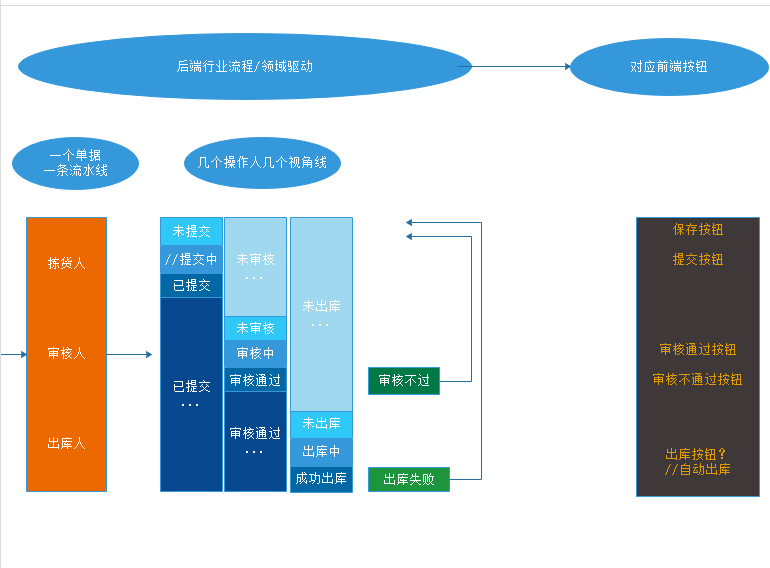 后端行业流程/领域驱动
对应前端按钮
一个单据
一条流水线
几个操作人几个视角线
拣货人
审核人
出库人
未提交
//提交中
已提交
已提交
...
未审核
...
未审核
审核中
审核通过
审核通过
...
未出库
...
未出库
出库中
成功出库
审核不过
出库失败
保存按钮
提交按钮
审核通过按钮
审核不通过按钮
出库按钮？
//自动出库